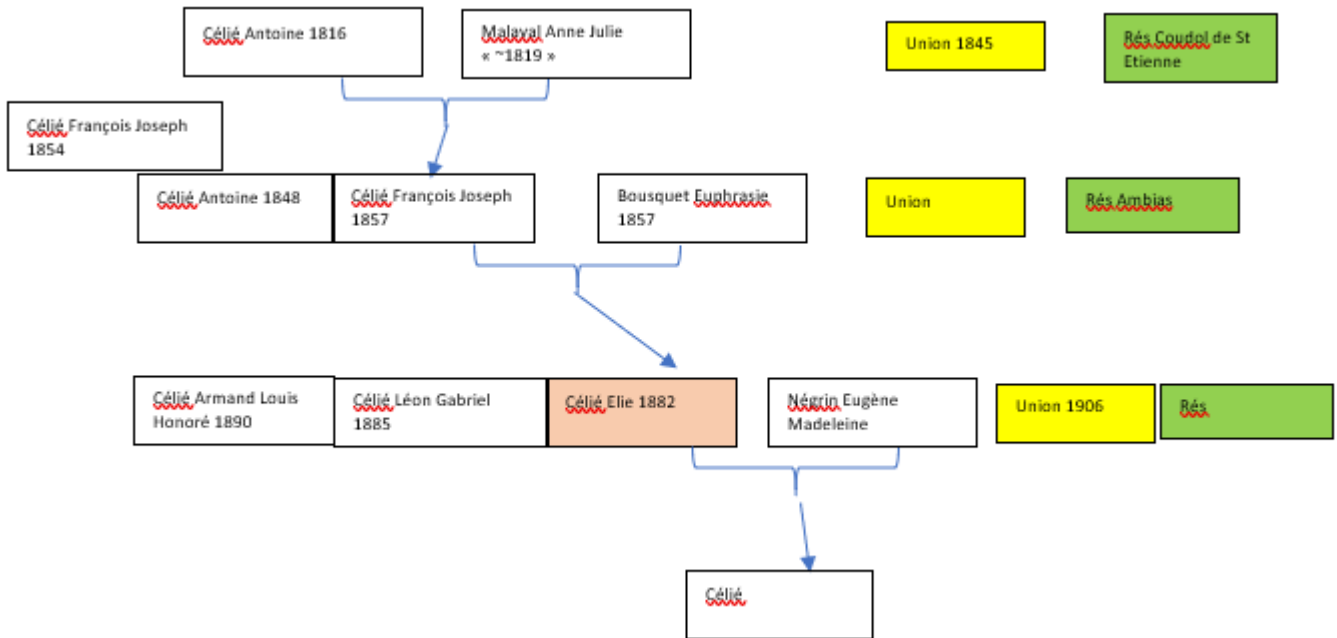 Célié Antoine 1816
Malaval Anne Julie
« ~1819 »
Union 1845
Rés Coudol de St
Etienne
Célié François Joseph
1854
Célié Antoine 1848
Célié François Joseph
1857
Bousquet Euphrasie
1857
Union
Rés Ambias
Célié Armand Louis
Honoré 1890
Célié Léon Gabriel
1885
Célié Elie 1882
Négrin Eugène
Madeleine
Union 1906
Rés
Célié